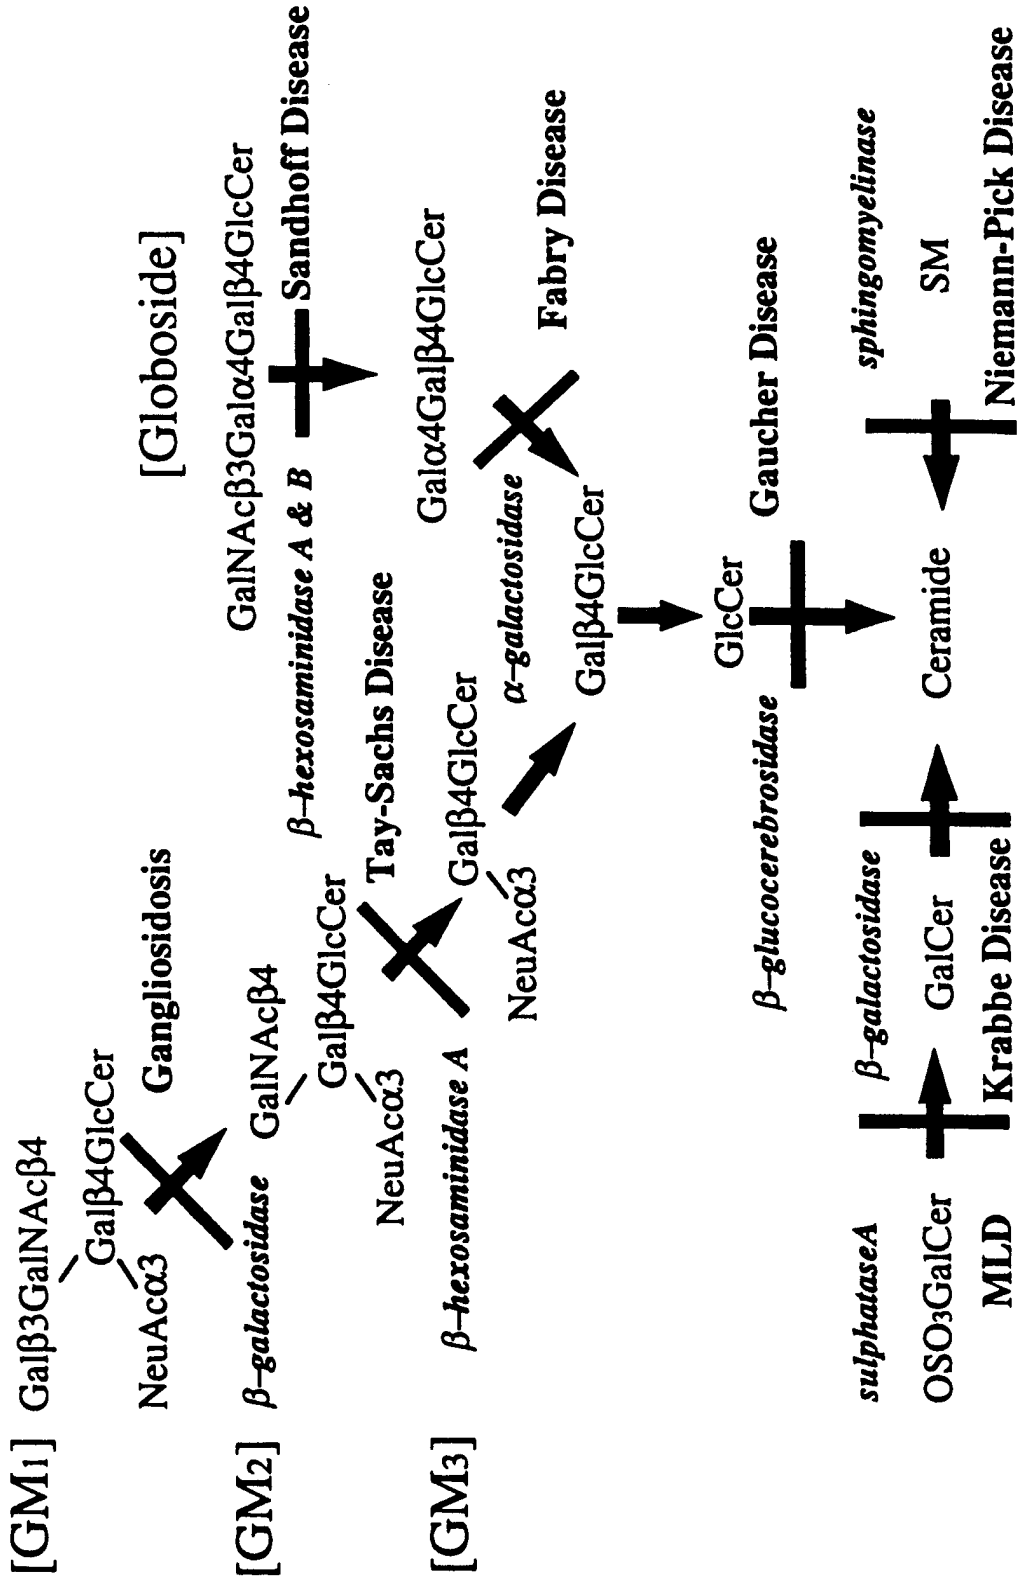 [GM1]
Galβ3GalNAcβ4
Galβ4GlcCer
NeuAcα3
Gangliosidosis
[Globoside]
GalNAcβ3Galα4Galβ4GlcCer
[GM2]
β-galactosidase
GalNAcβ4
Galβ4GlcCer
NeuAcα3
β-hexosaminidase A & B
Sandhoff Disease
Tay-Sachs Disease
Galα4Galβ4GlcCer
[GM3]
β-hexosaminidase A
Galβ4GlcCer
NeuAcα3
α-galactosidase
Fabry Disease
Galβ4GlcCer
GlcCer
β-glucocerebrosidase
Gaucher Disease
sulphataseA
β-galactosidase
sphingomyelinase
OSO3GalCer
GalCer
Ceramide
SM
MLD
Krabbe Disease
Niemann-Pick Disease